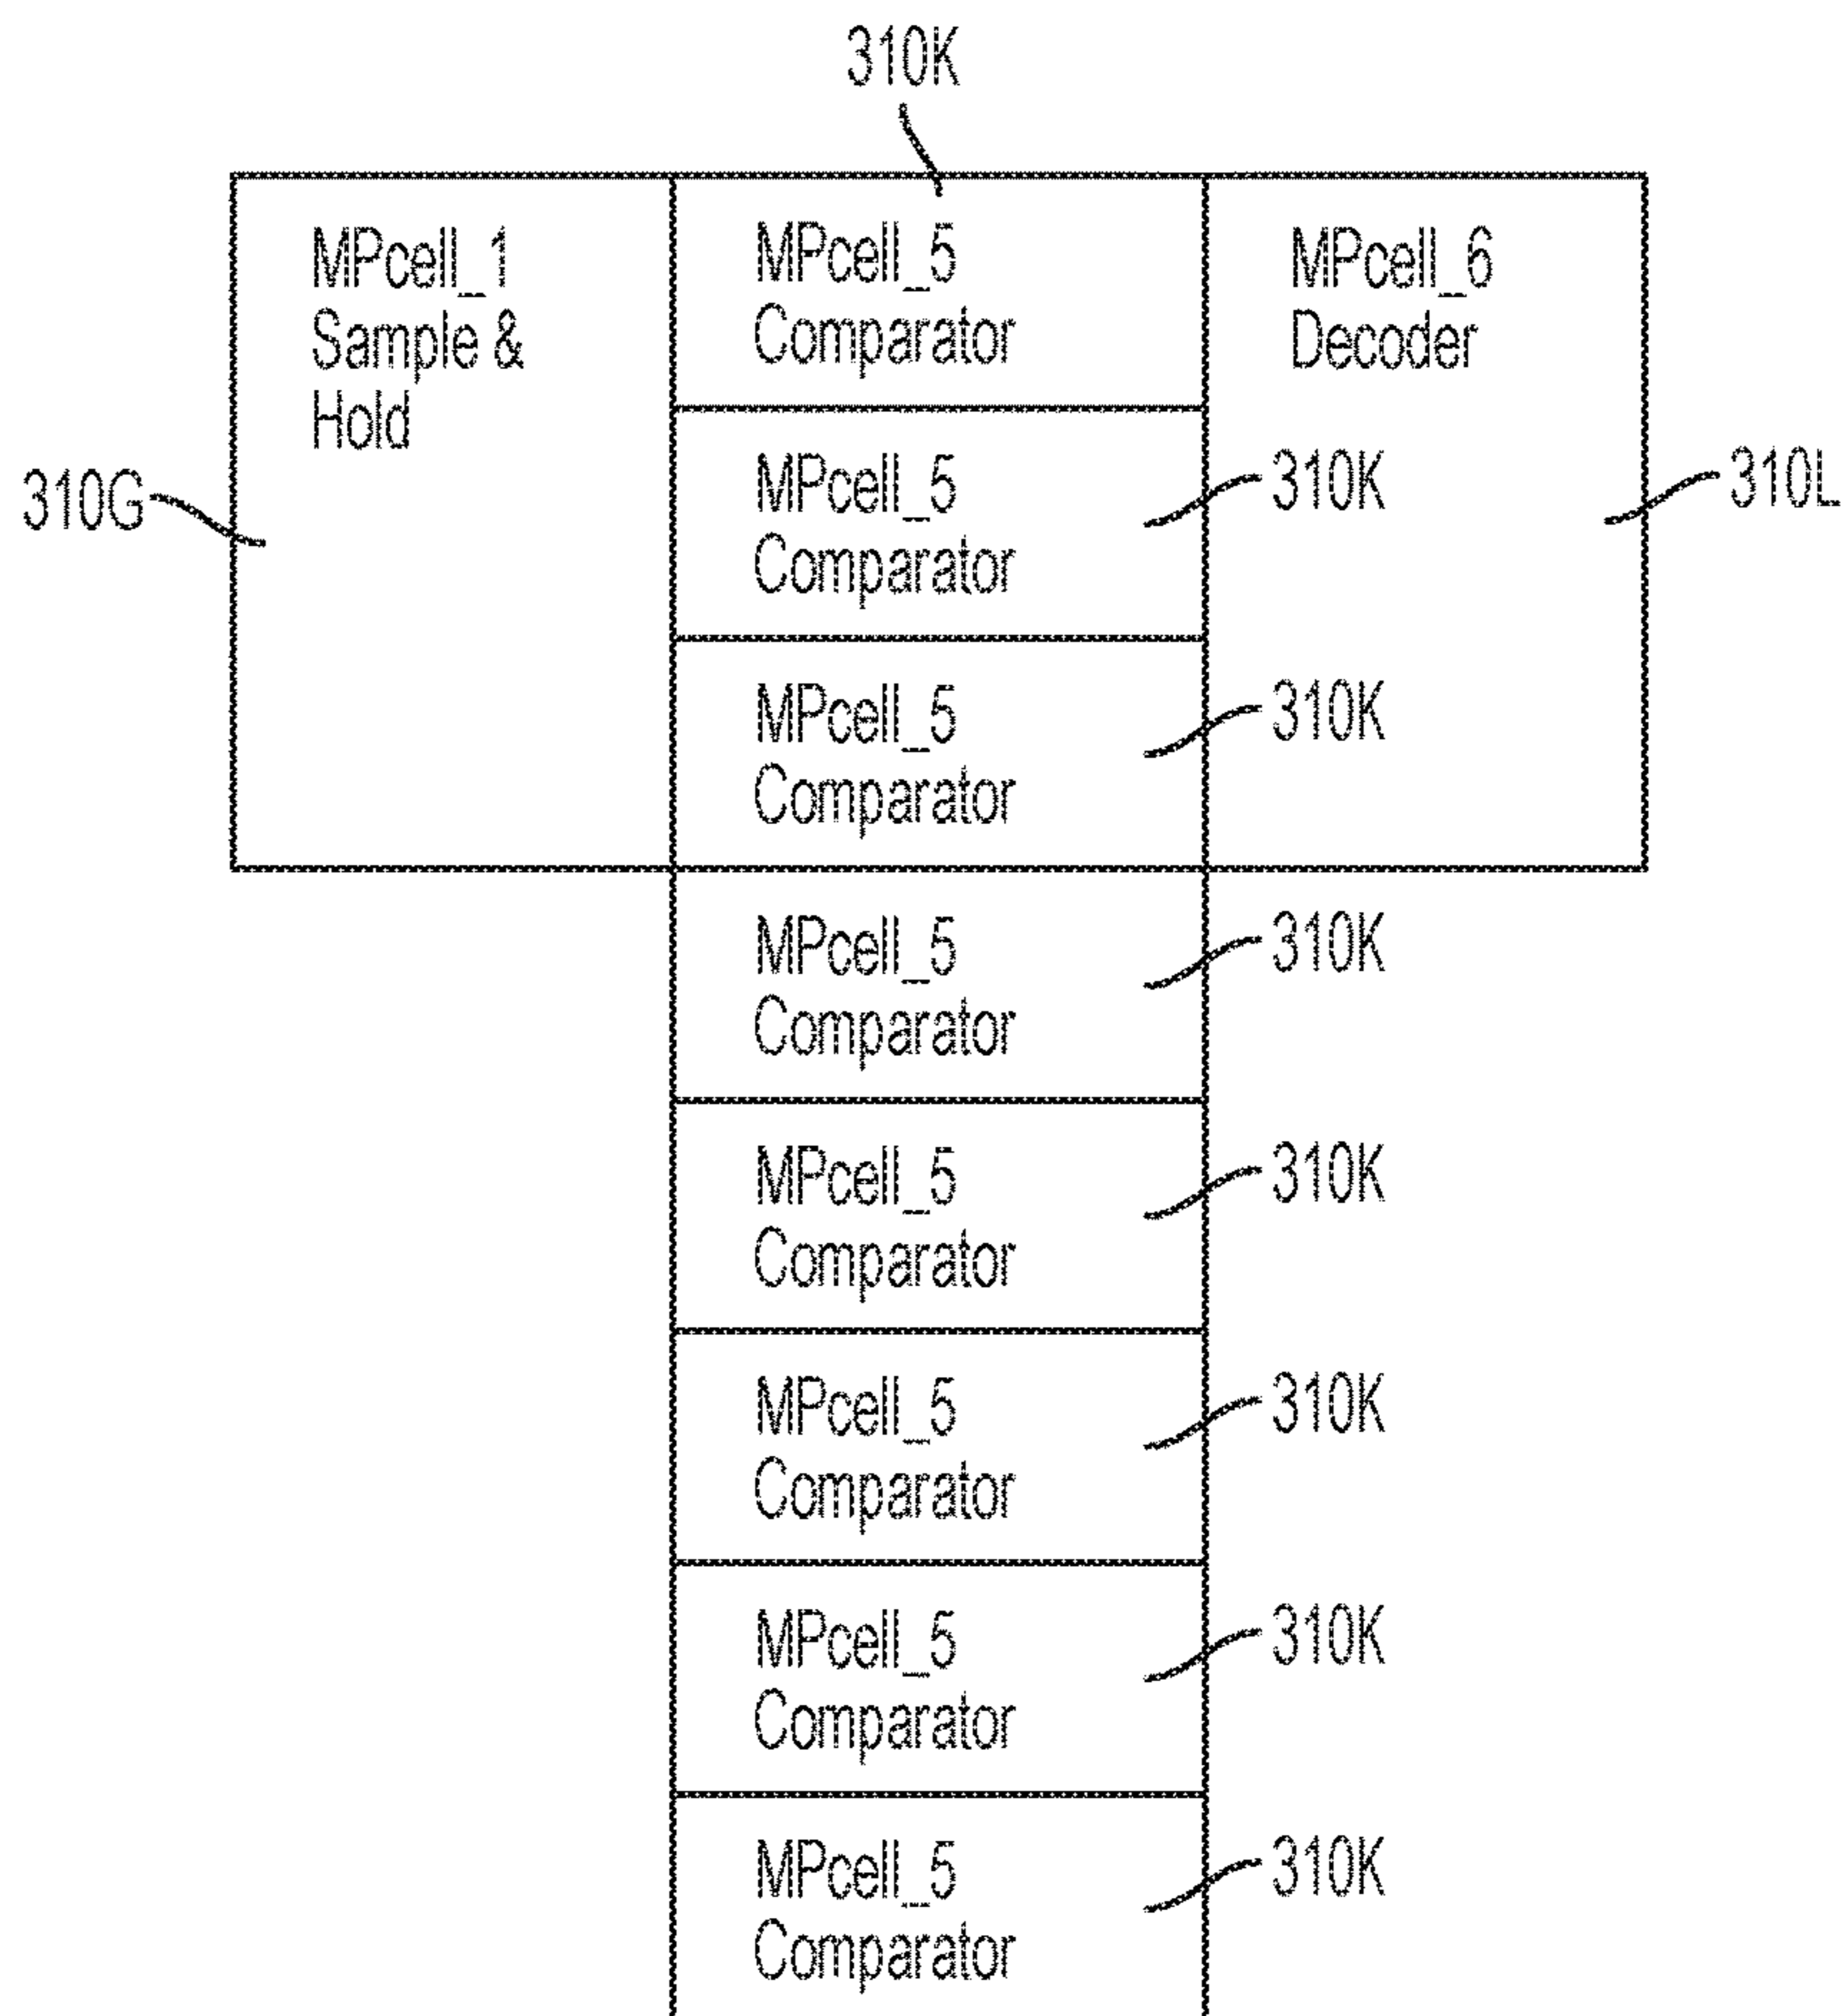 310K
MPcell_1
Sample &
Hold
MPcell_5
Comparator
MPcell_6
Decoder
310G
MPcell_5
Comparator
310K
310L
MPcell_5
Comparator
310K
MPcell_5
Comparator
310K
MPcell_5
Comparator
310K
MPcell_5
Comparator
310K
MPcell_5
Comparator
310K
MPcell_5
Comparator
310K